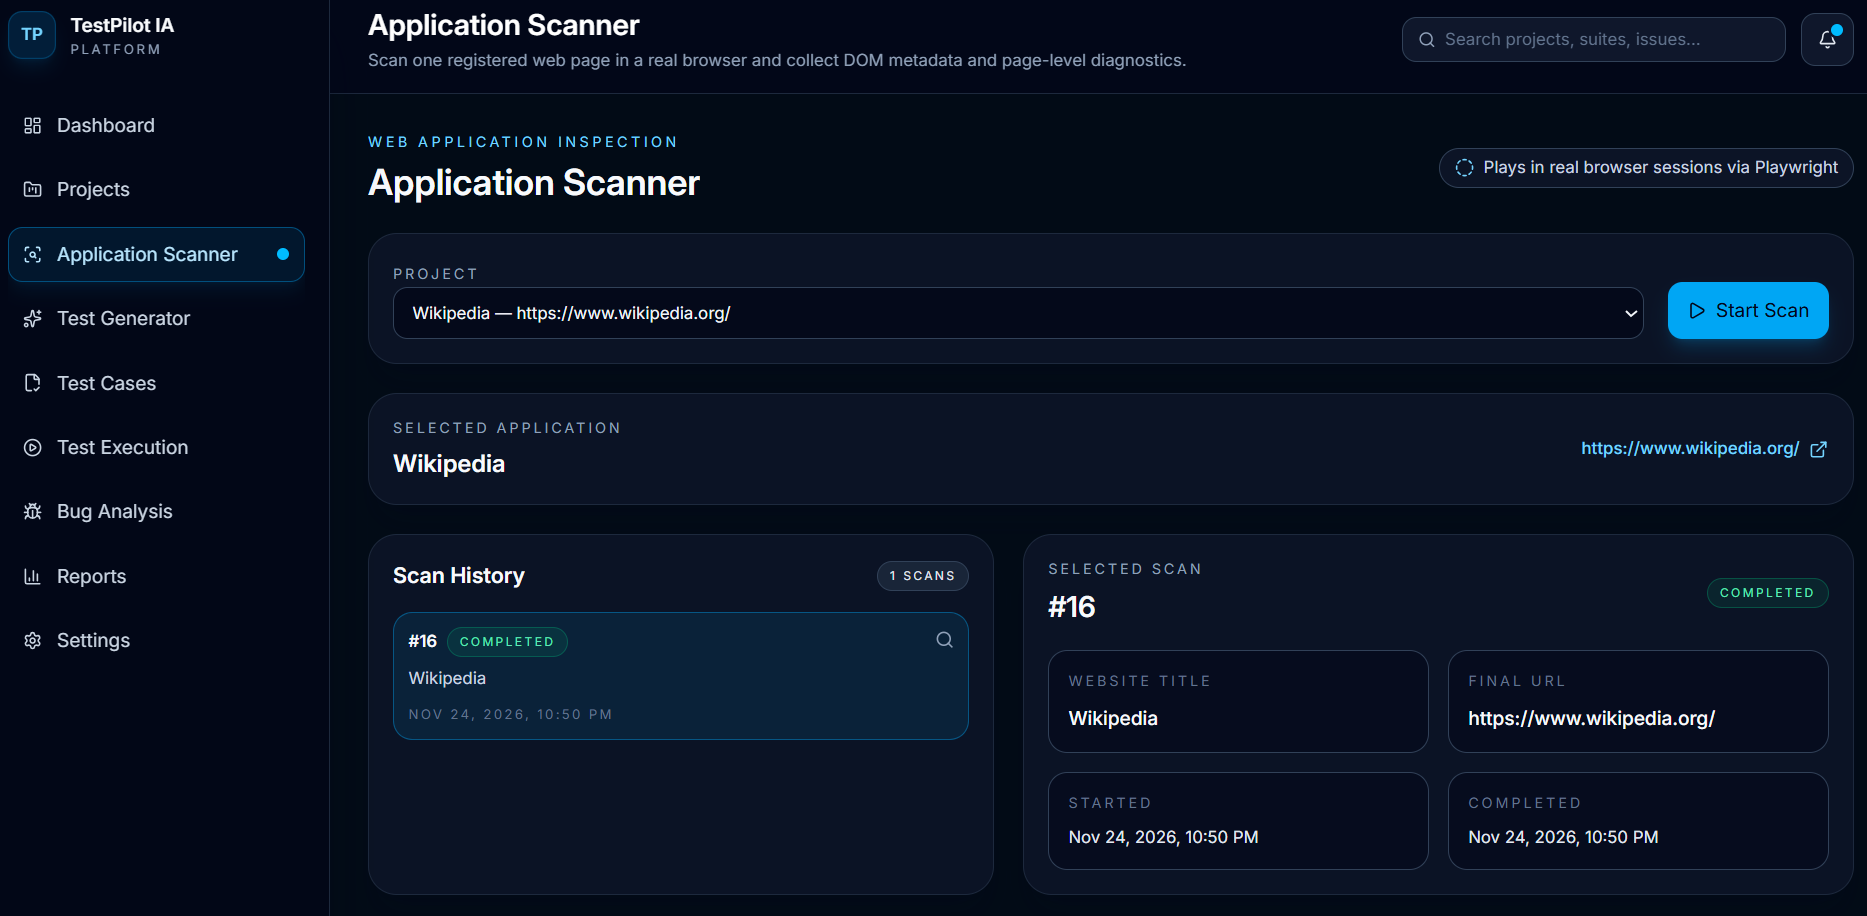 TP
TestPilot IA
PLATFORM
Dashboard
Projects
Application Scanner
Test Generator
Test Cases
Test Execution
Bug Analysis
Reports
Settings
Application Scanner
Scan one registered web page in a real browser and collect DOM metadata and page-level diagnostics.
Search projects, suites, issues...
WEB APPLICATION INSPECTION
Application Scanner
Plays in real browser sessions via Playwright
PROJECT
Wikipedia — https://www.wikipedia.org/
Start Scan
SELECTED APPLICATION
Wikipedia
https://www.wikipedia.org/
Scan History
1 SCANS
#16 COMPLETED
Wikipedia
NOV 24, 2026, 10:50 PM
SELECTED SCAN
#16
COMPLETED
WEBSITE TITLE
Wikipedia
FINAL URL
https://www.wikipedia.org/
STARTED
Nov 24, 2026, 10:50 PM
COMPLETED
Nov 24, 2026, 10:50 PM